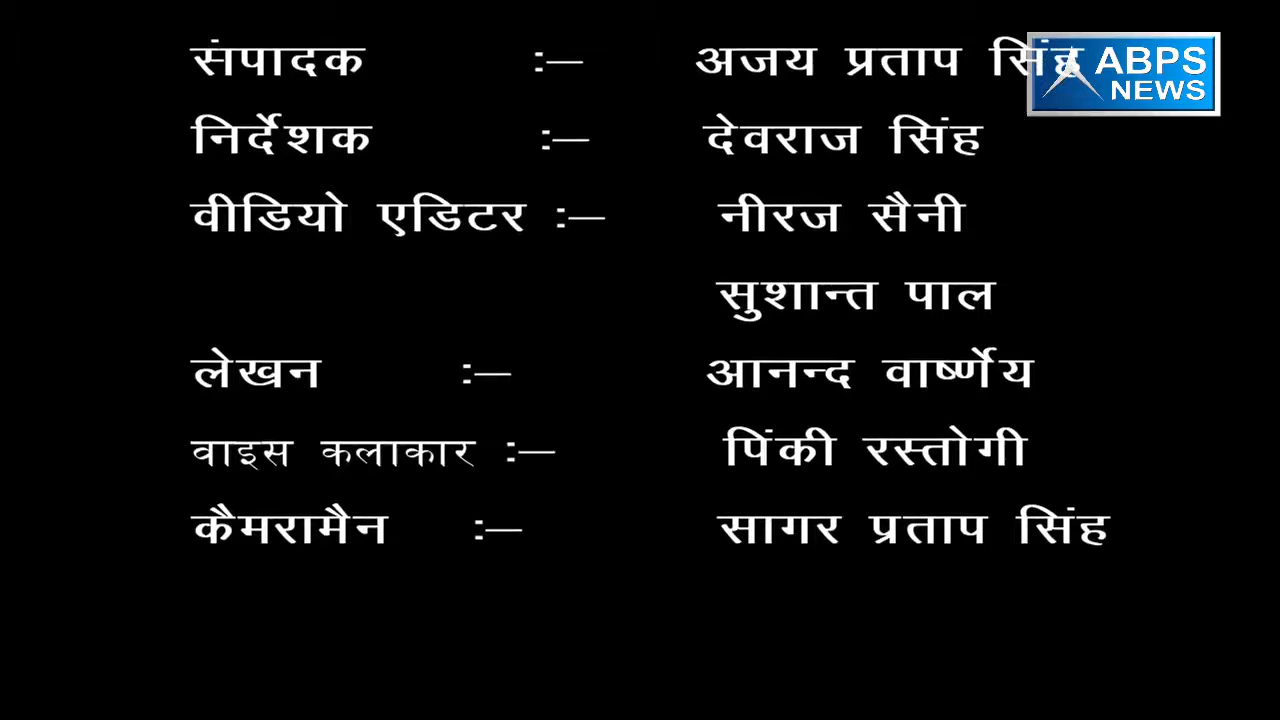 संपादक :— अजय प्रताप सिंह
निर्देशक :— देवराज सिंह
वीडियो एडिटर :— नीरज सैनी
सुशान्त पाल
लेखन :— आनन्द वार्ष्णेय
वाइस कलाकार :— पिंकी रस्तोगी
कैमरामैन :— सागर प्रताप सिंह
ABPS
NEWS